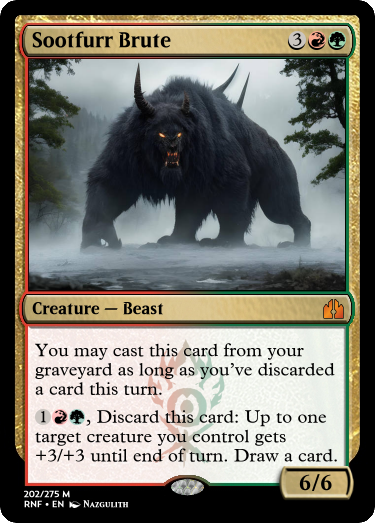 Sootfurr Brute 3
Creature — Beast
You may cast this card from your
graveyard as long as you've discarded
a card this turn.
1, Discard this card: Up to one
target creature you control gets
+3/+3 until end of turn. Draw a card.
6/6
202/275 M
RNF • EN Nazgulith